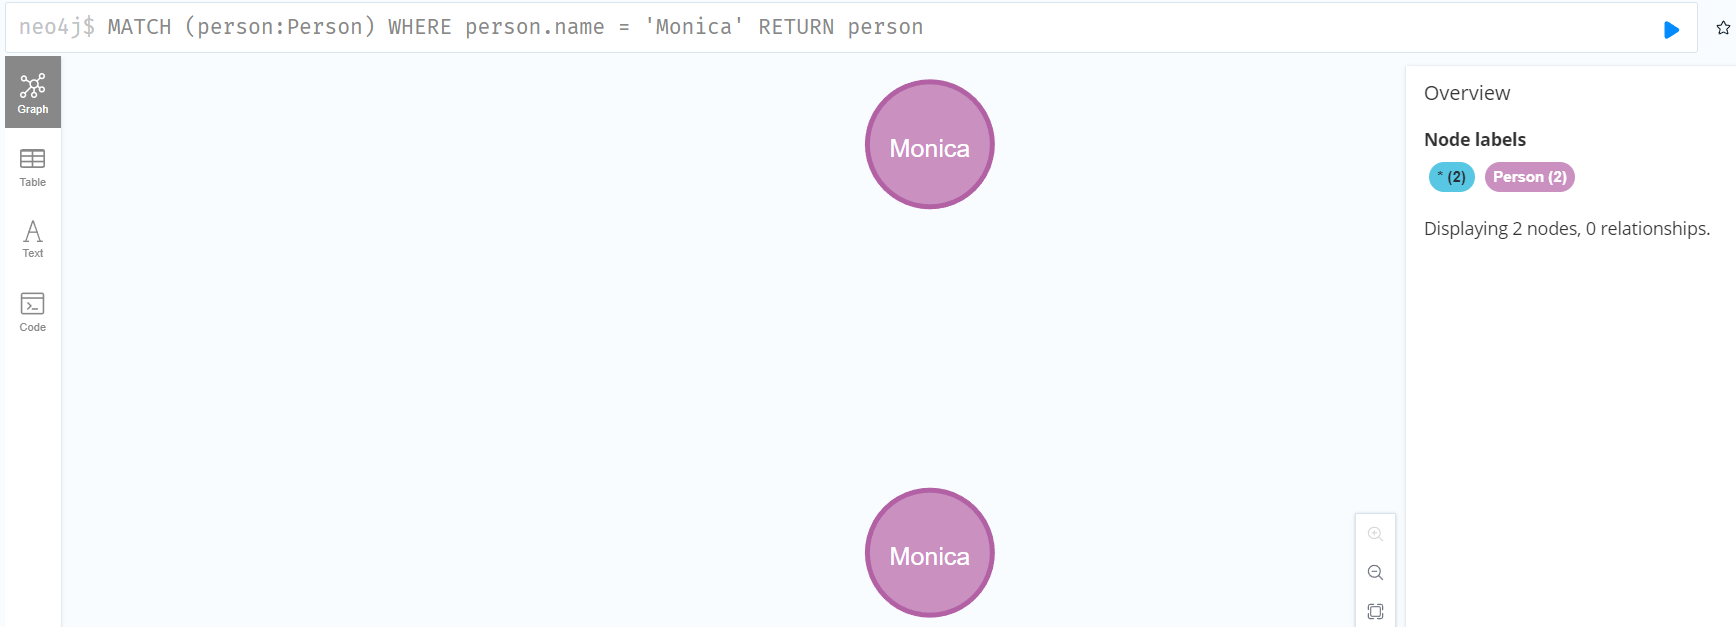 neo4j$ MATCH (person:Person) WHERE person.name = 'Monica' RETURN person
Graph
Table
Text
Code
Monica
Monica
Overview
Node labels
* (2) Person (2)
Displaying 2 nodes, 0 relationships.